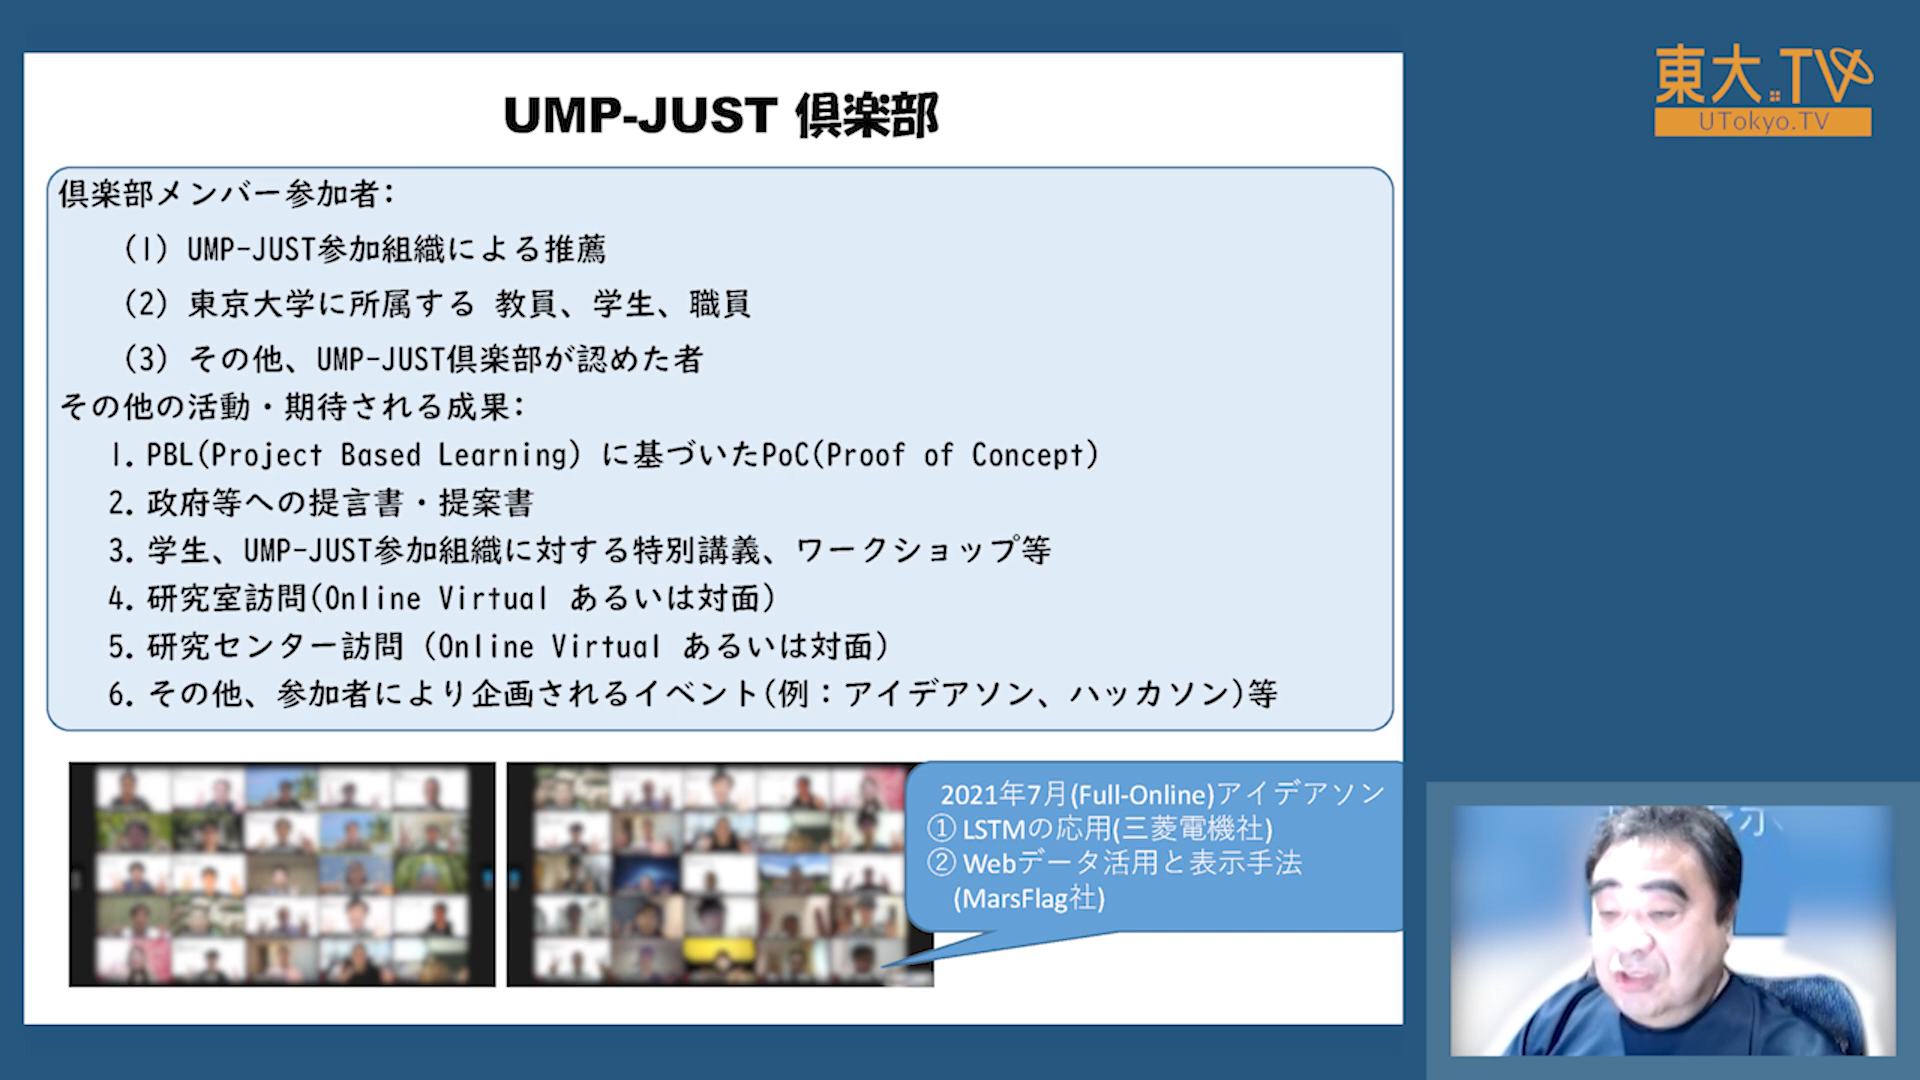 東大.TV
UTokyo.TV
UMP-JUST 倶楽部
倶楽部メンバー参加者:
(1) UMP-JUST参加組織による推薦
(2) 東京大学に所属する 教員、学生、職員
(3) その他、UMP-JUST倶楽部が認めた者
その他の活動・期待される成果:
1. PBL(Project Based Learning) に基づいたPoC(Proof of Concept)
2. 政府等への提言書・提案書
3. 学生、UMP-JUST参加組織に対する特別講義、ワークショップ等
4. 研究室訪問(Online Virtual あるいは対面)
5. 研究センター訪問 (Online Virtual あるいは対面)
6. その他、参加者により企画されるイベント(例：アイデアソン、ハッカソン)等
2021年7月(Full-Online)アイデアソン
① LSTMの応用(三菱電機社)
② Webデータ活用と表示手法
(MarsFlag社)